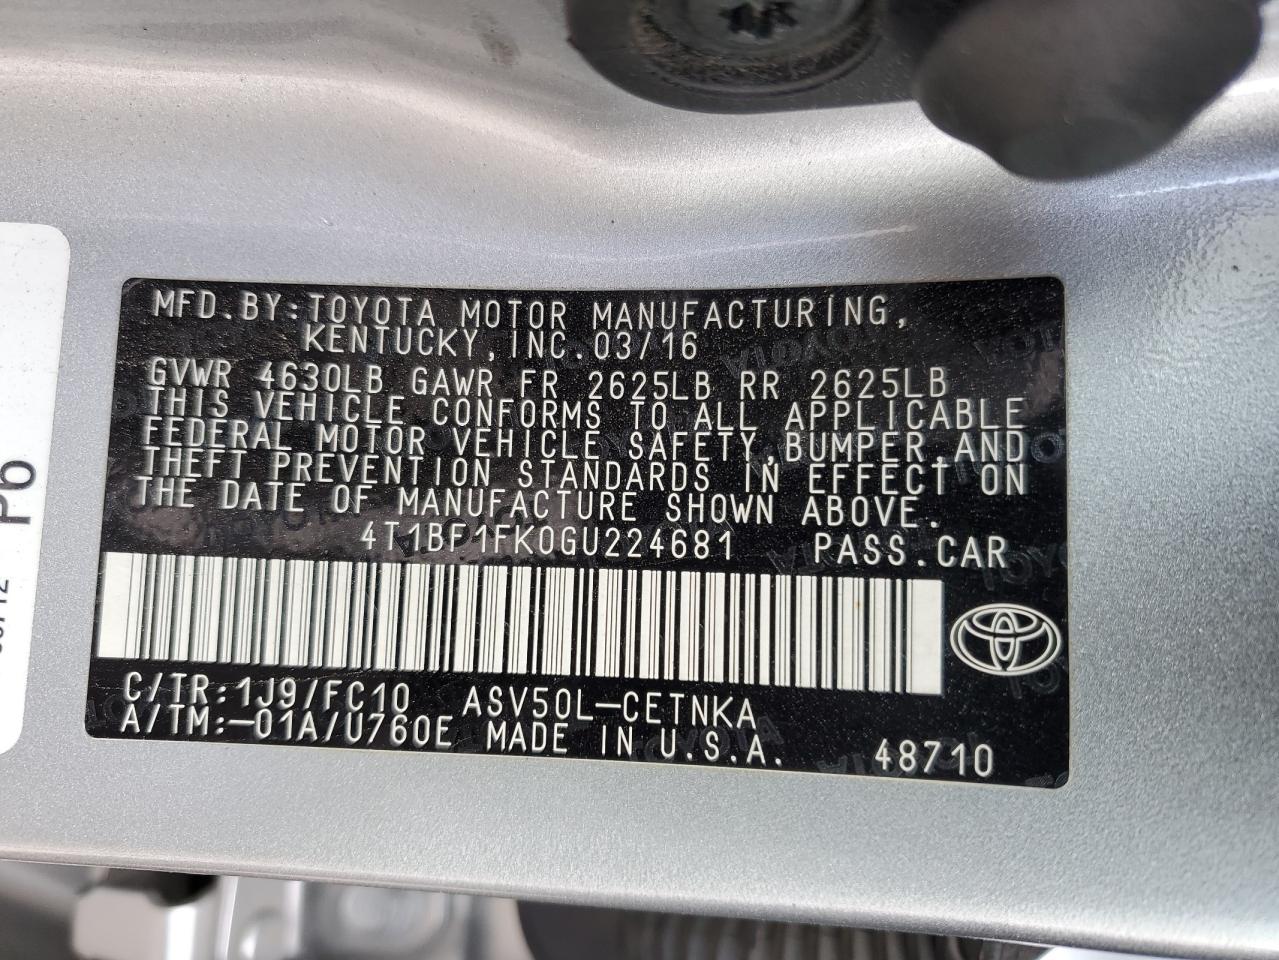 MFD.BY:TOYOTA MOTOR MANUFACTURING,
KENTUCKY,INC.03/16
GVWR 4630LB GAWR FR 2625LB RR 2625LB
THIS VEHICLE CONFORMS TO ALL APPLICABLE
FEDERAL MOTOR VEHICLE SAFETY,BUMPER,AND
THEFT PREVENTION STANDARDS IN EFFECT ON
THE DATE OF MANUFACTURE SHOWN ABOVE.
4T1BF1FK0GU224681 PASS.CAR
C/TR:1J9/FC10 ASV50L-CETNKA
A/TM:-01A/U760E MADE IN U.S.A. 48710